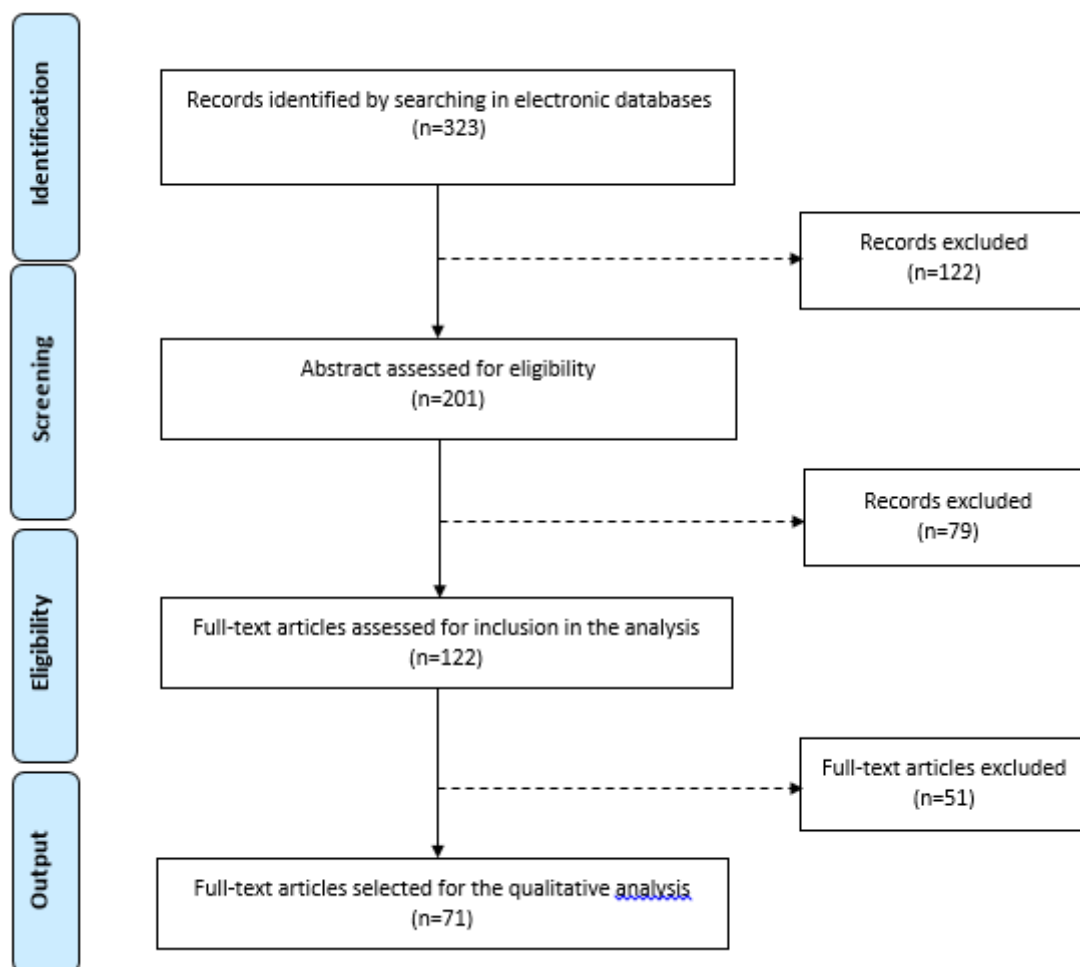 Identification
Records identified by searching in electronic databases
(n=323)
Records excluded
(n=122)
Screening
Abstract assessed for eligibility
(n=201)
Records excluded
(n=79)
Eligibility
Full-text articles assessed for inclusion in the analysis
(n=122)
Full-text articles excluded
(n=51)
Output
Full-text articles selected for the qualitative analysis
(n=71)